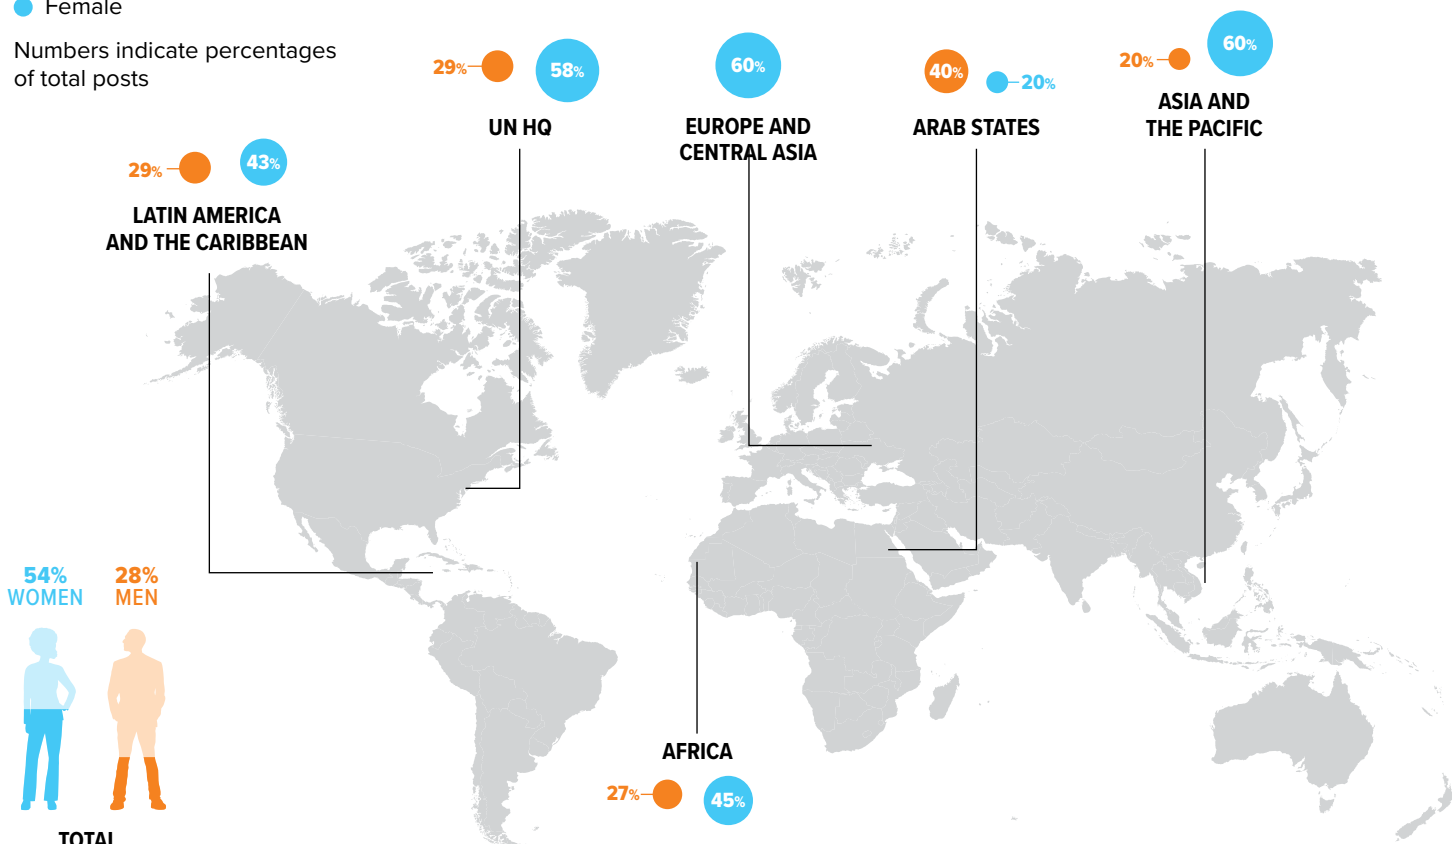 Female
Numbers indicate percentages
of total posts
29%
58%
UN HQ
60%
EUROPE AND
CENTRAL ASIA
40%
20%
ARAB STATES
20%
60%
ASIA AND
THE PACIFIC
29%
43%
LATIN AMERICA
AND THE CARIBBEAN
54%
WOMEN
28%
MEN
TOTAL
AFRICA
27%
45%